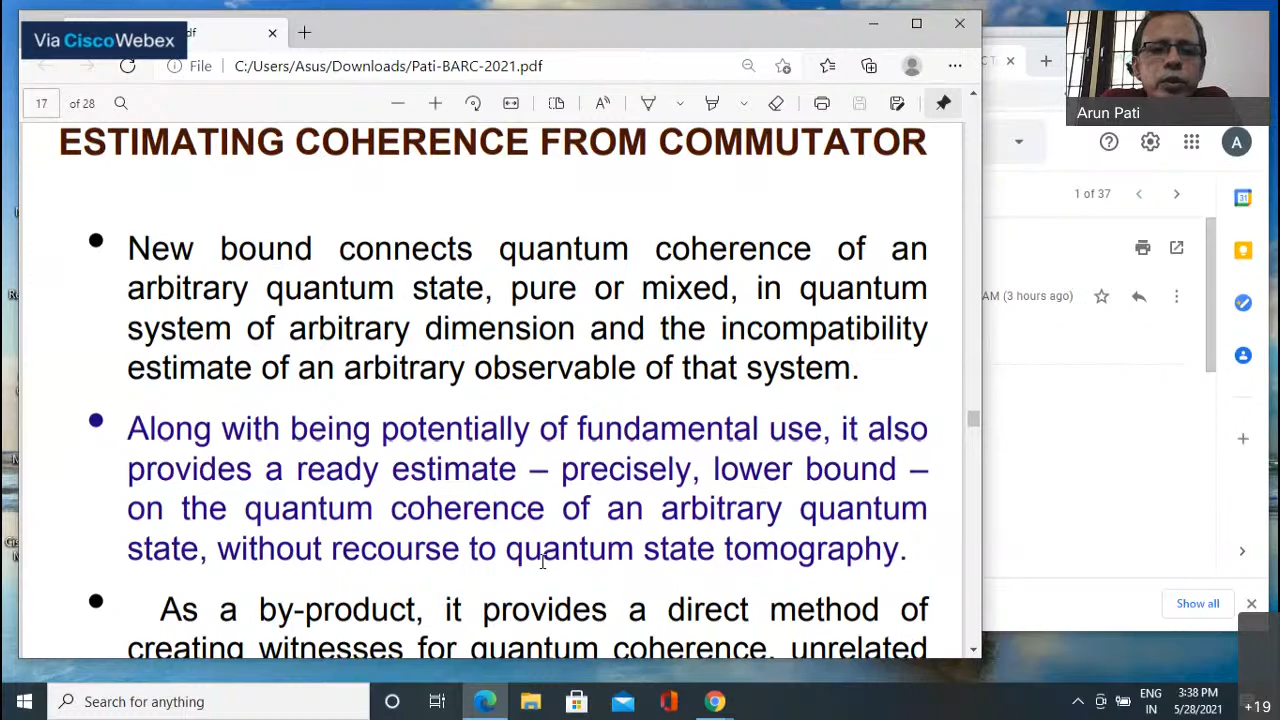 Via Cisco Webex
df
File
C:/Users/Asus/Downloads/Pati-BARC-2021.pdf
17 of 28
Arun Pati
A
1 of 37
AM (3 hours ago)
Show all
ESTIMATING COHERENCE FROM COMMUTATOR
New bound connects quantum coherence of an
arbitrary quantum state, pure or mixed, in quantum
system of arbitrary dimension and the incompatibility
estimate of an arbitrary observable of that system.
Along with being potentially of fundamental use, it also
provides a ready estimate – precisely, lower bound –
on the quantum coherence of an arbitrary quantum
state, without recourse to quantum state tomography.
As a by-product, it provides a direct method of
creating witnesses for quantum coherence, unrelated
Search for anything
ENG
IN
3:38 PM
5/28/2021
+19